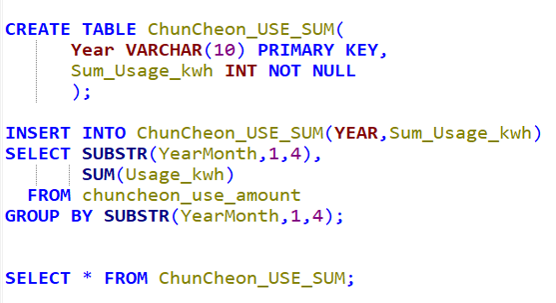 CREATE TABLE ChunCheon_USE_SUM(
Year VARCHAR(10) PRIMARY KEY,
Sum_Usage_kwh INT NOT NULL
);
INSERT INTO ChunCheon_USE_SUM(YEAR,Sum_Usage_kwh)
SELECT SUBSTR(YearMonth,1,4),
SUM(Usage_kwh)
FROM chuncheon_use_amount
GROUP BY SUBSTR(YearMonth,1,4);
SELECT * FROM ChunCheon_USE_SUM;